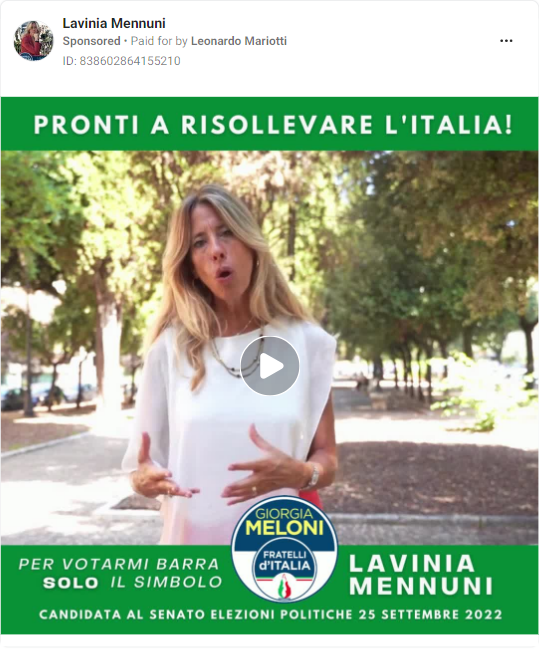 Lavinia Mennuni
Sponsored • Paid for by Leonardo Mariotti
ID: 838602864155210
PRONTI A RISOLLEVARE L'ITALIA!
GIORGIA
MELONI
FRATELLI
d'ITALIA
PER VOTARMI BARRA
SOLO IL SIMBOLO
LAVINIA
MENNUNI
CANDIDATA AL SENATO ELEZIONI POLITICHE 25 SETTEMBRE 2022